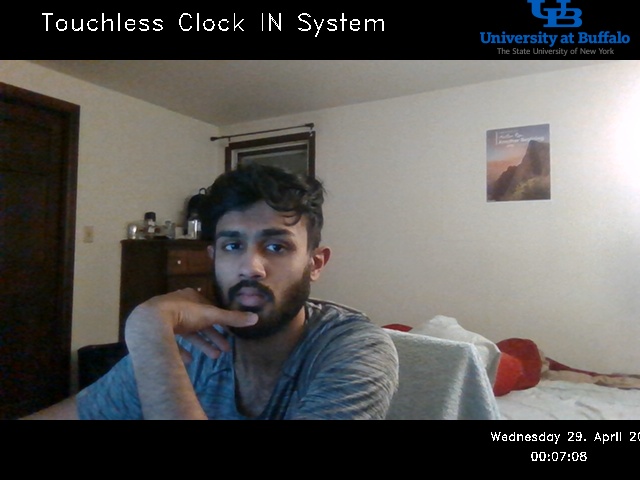 Touchless Clock IN System
UB
University at Buffalo
The State University of New York
Wednesday 29. April 20
00:07:08